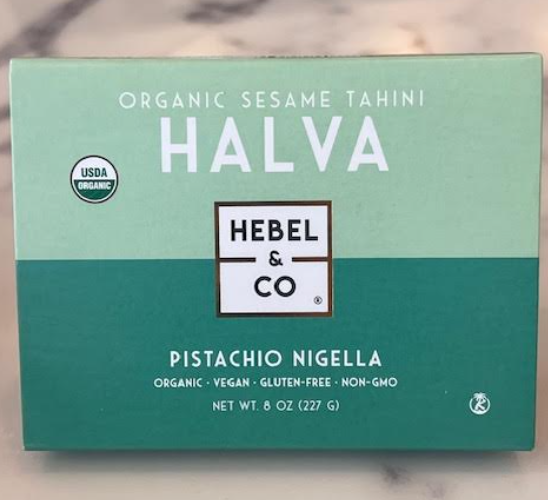 ORGANIC SESAME TAHINI
HALVA
USDA
ORGANIC
HEBEL
&
CO
®
PISTACHIO NIGELLA
ORGANIC · VEGAN · GLUTEN-FREE · NON-GMO
NET WT. 8 OZ (227 G)
K